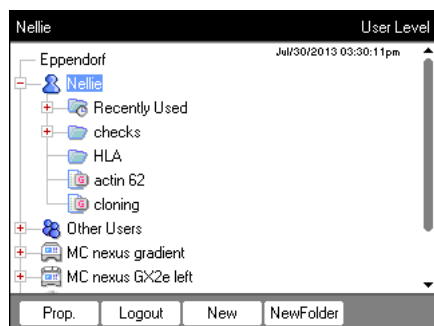 Nellie User Level
Jul/30/2013 03:30:11pm
Eppendorf
Nellie
Recently Used
checks
HLA
actin 62
cloning
Other Users
MC nexus gradient
MC nexus GX2e left
Prop. Logout New NewFolder